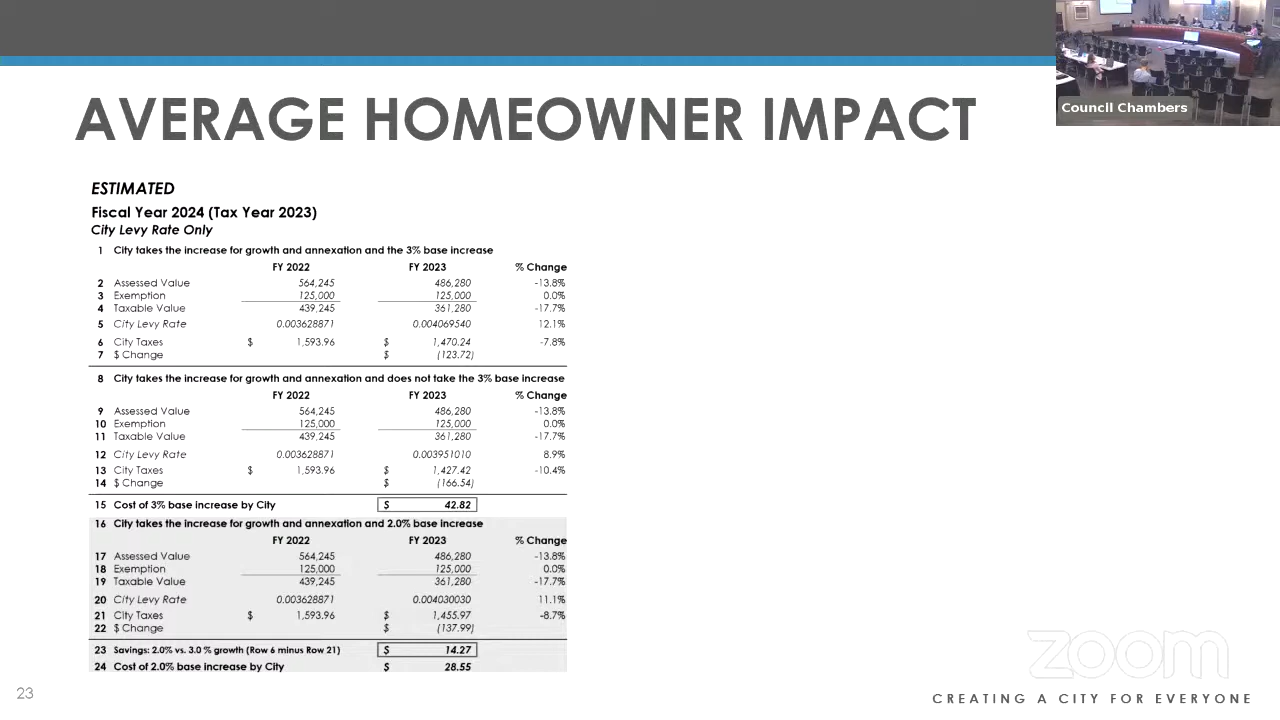 Council Chambers
AVERAGE HOMEOWNER IMPACT
ESTIMATED
Fiscal Year 2024 (Tax Year 2023)
City Levy Rate Only
1 City takes the increase for growth and annexation and the 3% base increase
FY 2022 FY 2023 % Change
2 Assessed Value 564,245 486,280 -13.8%
3 Exemption 125,000 125,000 0.0%
4 Taxable Value 439,245 361,280 -17.7%
5 City Levy Rate 0.003628871 0.004069540 12.1%
6 City Taxes $ 1,593.96 $ 1,470.24 -7.8%
7 $ Change $ (123.72)
8 City takes the increase for growth and annexation and does not take the 3% base increase
FY 2022 FY 2023 % Change
9 Assessed Value 564,245 486,280 -13.8%
10 Exemption 125,000 125,000 0.0%
11 Taxable Value 439,245 361,280 -17.7%
12 City Levy Rate 0.003628871 0.003951010 8.9%
13 City Taxes $ 1,593.96 $ 1,427.42 -10.4%
14 $ Change $ (166.54)
15 Cost of 3% base increase by City $ 42.82
16 City takes the increase for growth and annexation and 2.0% base increase
FY 2022 FY 2023 % Change
17 Assessed Value 564,245 486,280 -13.8%
18 Exemption 125,000 125,000 0.0%
19 Taxable Value 439,245 361,280 -17.7%
20 City Levy Rate 0.003628871 0.004030030 11.1%
21 City Taxes $ 1,593.96 $ 1,455.97 -8.7%
22 $ Change $ (137.99)
23 Savings: 2.0% vs. 3.0 % growth (Row 6 minus Row 21) $ 14.27
24 Cost of 2.0% base increase by City $ 28.55
zoom
23
CREATING A CITY FOR EVERYONE